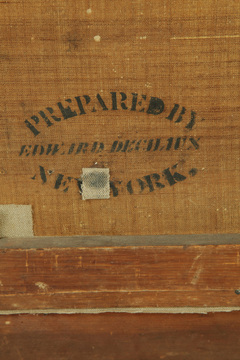 PREPARED BY
EDWARD DECHAUX
NEW YORK.